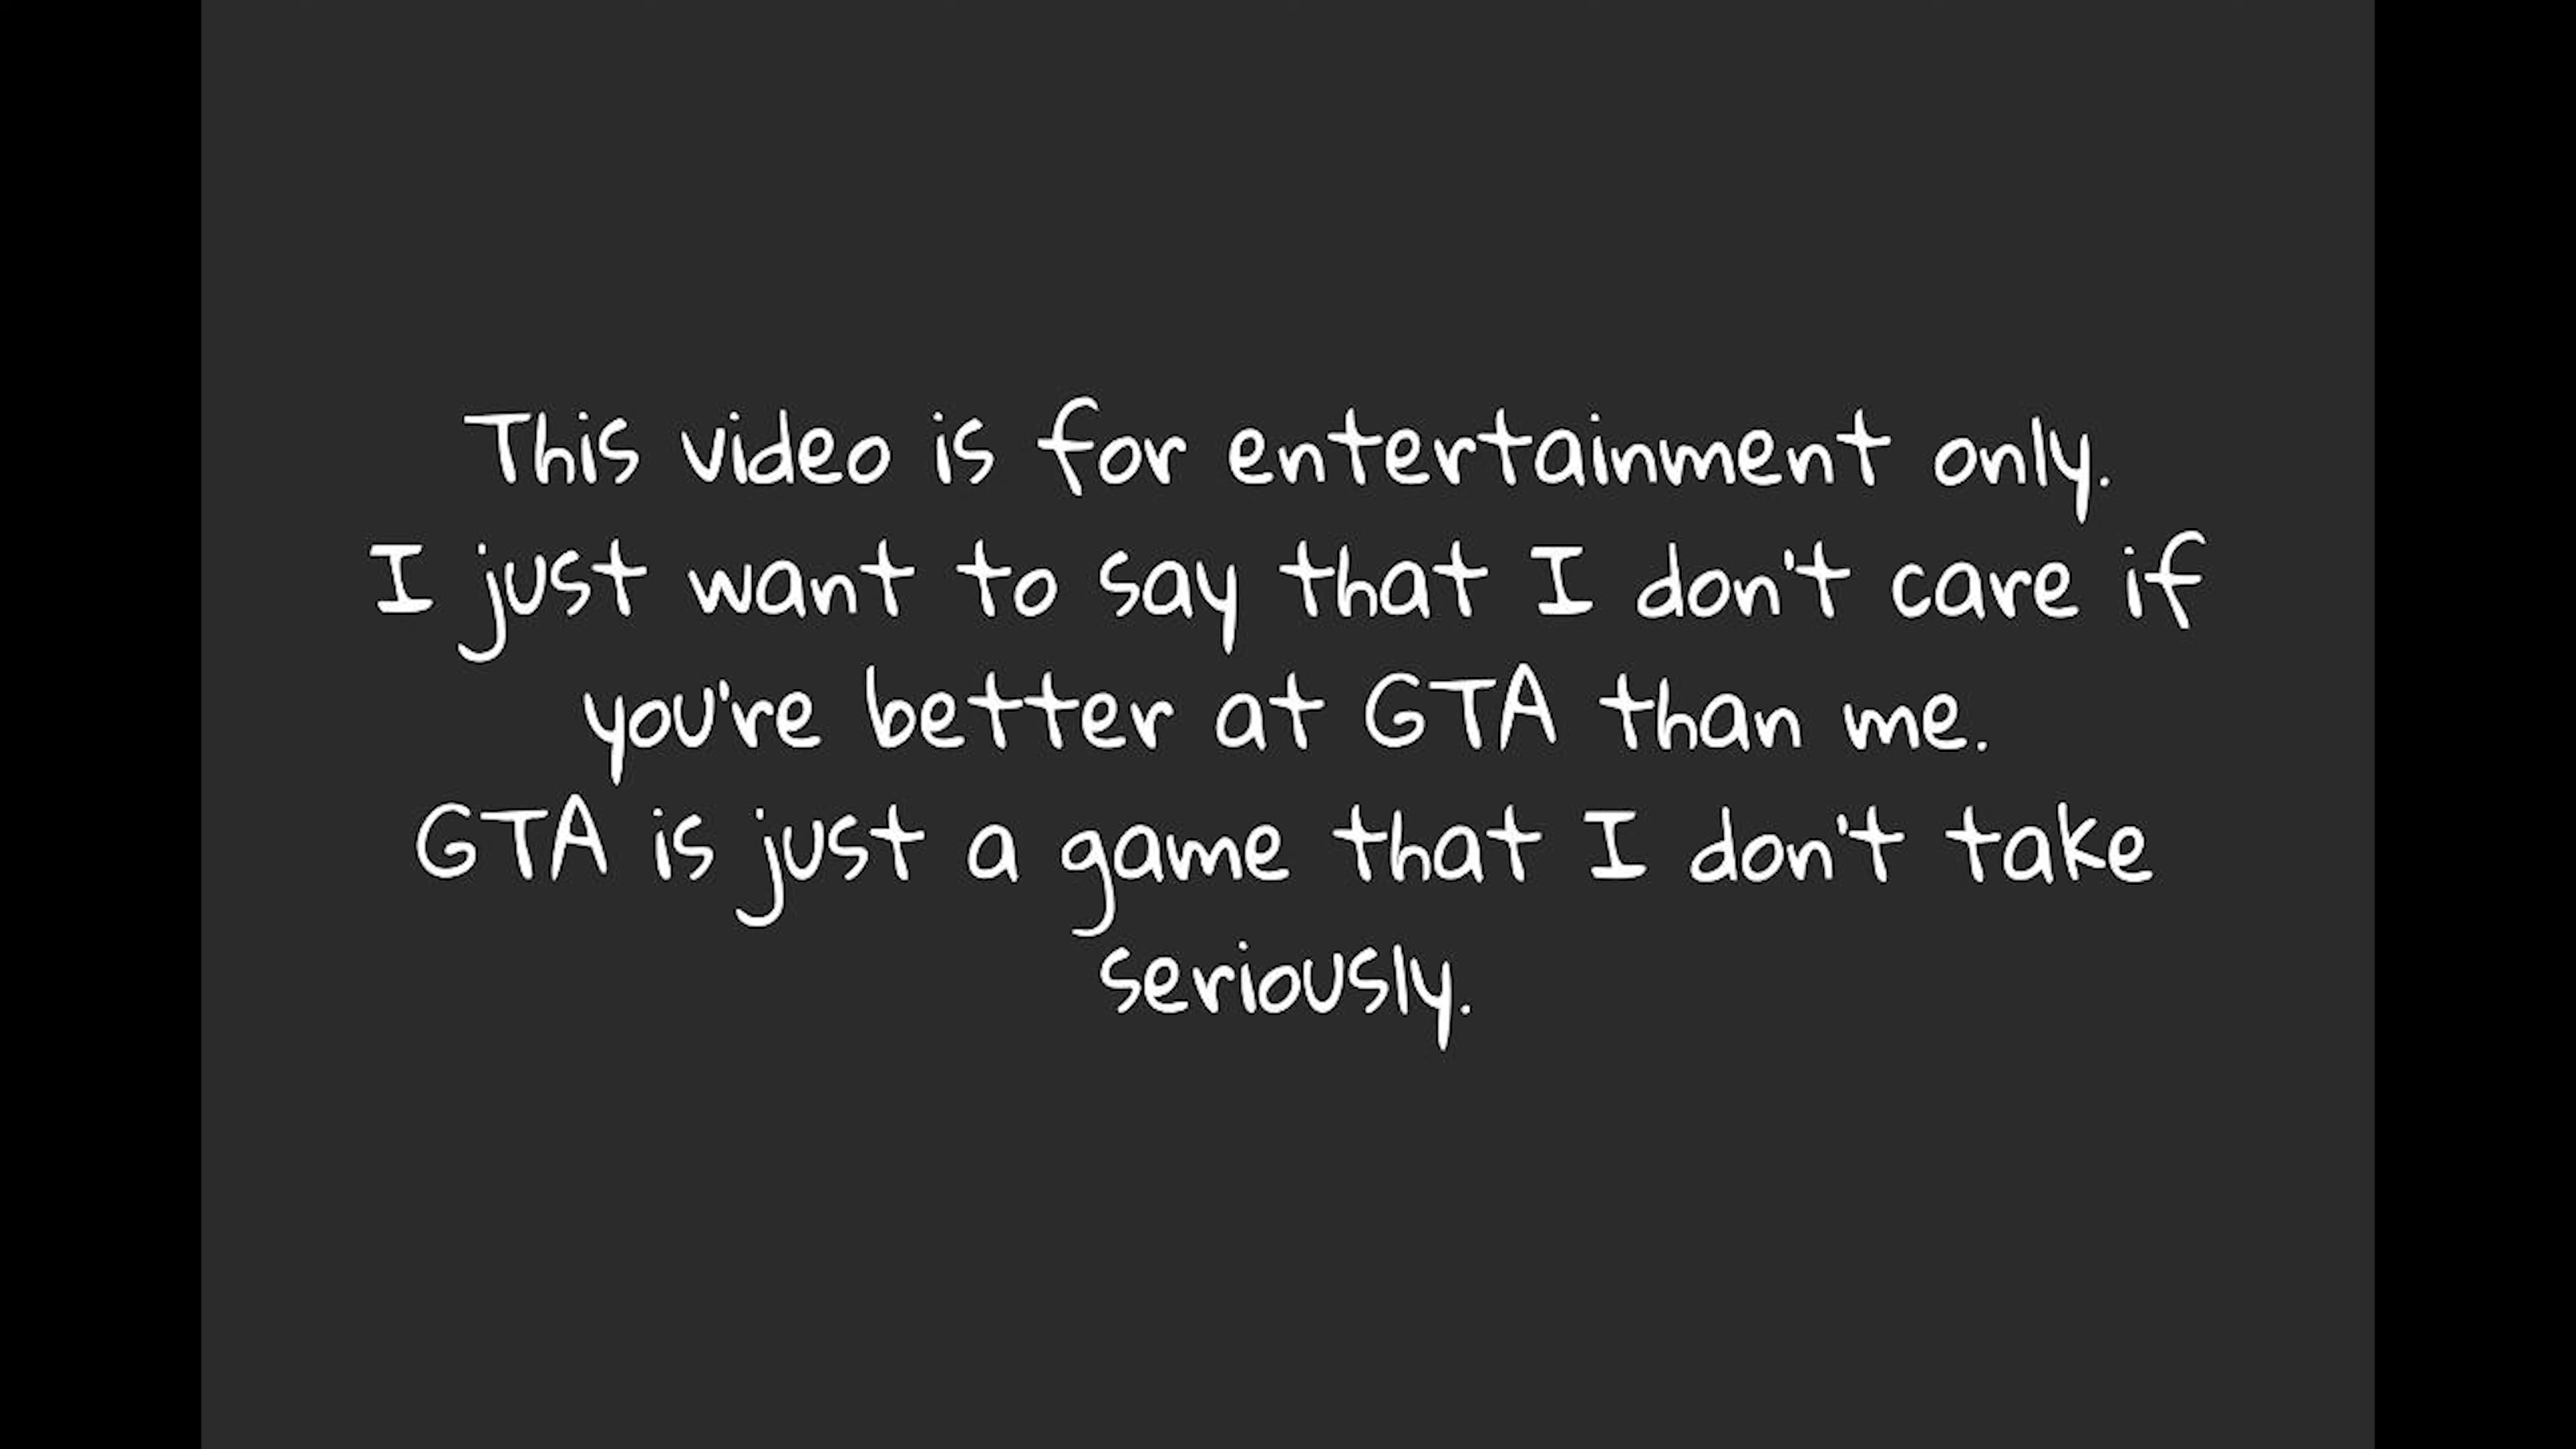 This video is for entertainment only.
I just want to say that I don't care if
you're better at GTA than me.
GTA is just a game that I don't take
seriously.